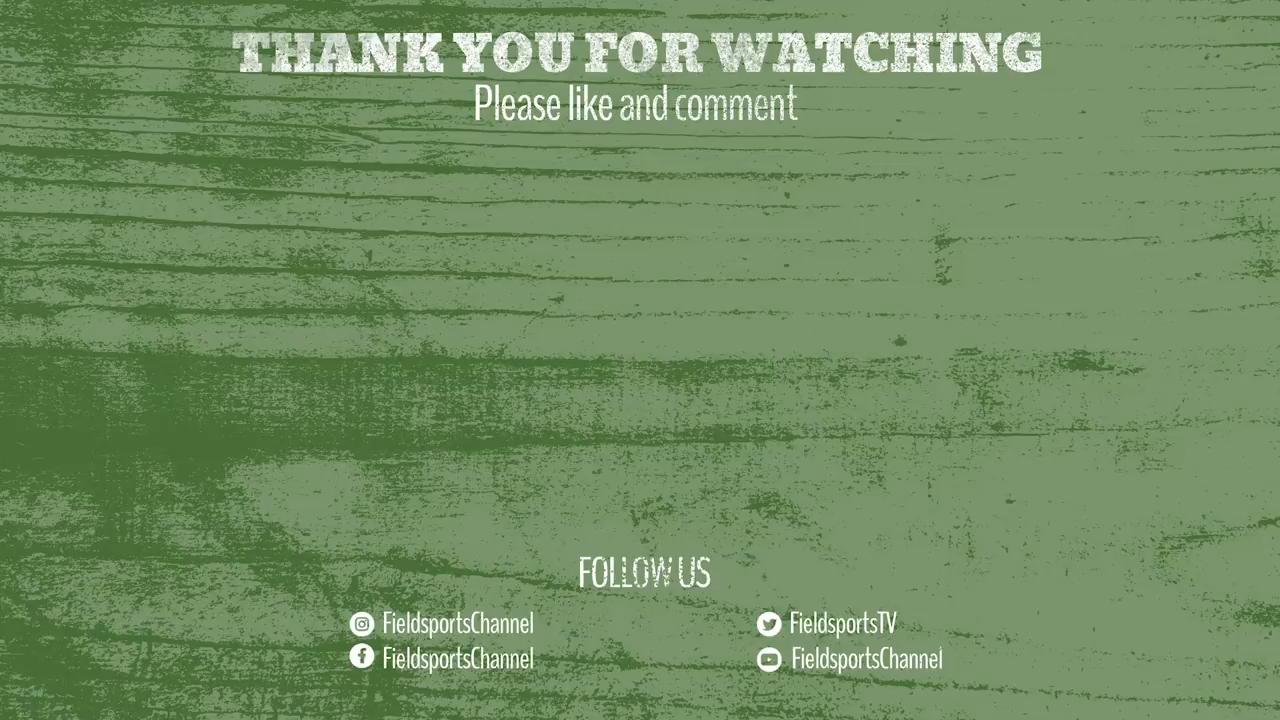 THANK YOU FOR WATCHING
Please like and comment
FOLLOW US
FieldsportsChannel
FieldsportsTV
FieldsportsChannel
FieldsportsChannel